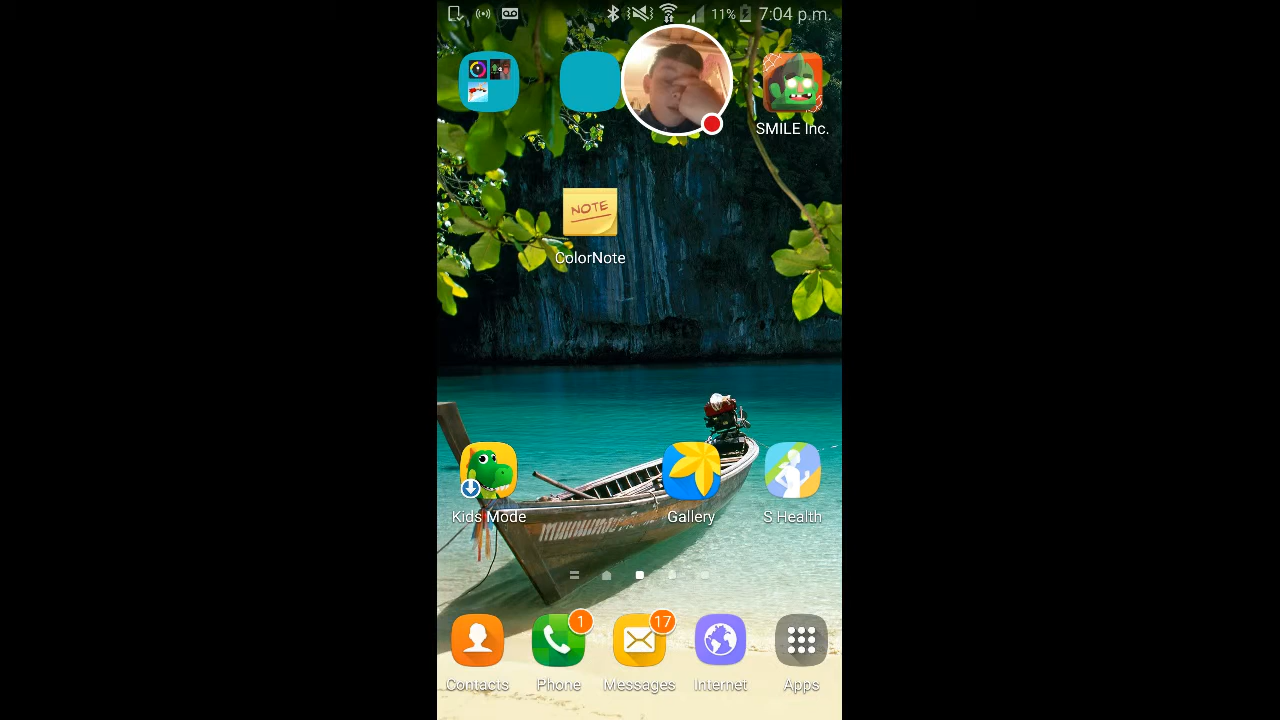 11% 7:04 p.m.
SMILE Inc.
NOTE
ColorNote
Kids Mode
Gallery
S Health
1
17
Contacts
Phone
Messages
Internet
Apps